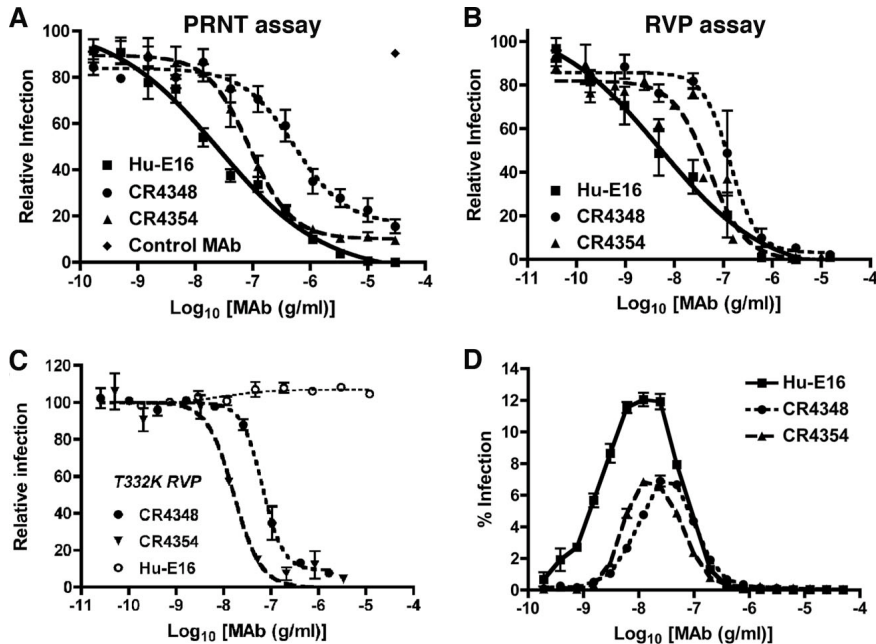 A
PRNT assay
Relative Infection
100
80
60
40
20
0
Hu-E16
CR4348
CR4354
Control MAb
-10 -9 -8 -7 -6 -5 -4
Log10 [MAb (g/ml)]
B
RVP assay
Relative Infection
100
80
60
40
20
0
Hu-E16
CR4348
CR4354
-11 -10 -9 -8 -7 -6 -5 -4
Log10 [MAb (g/ml)]
C
Relative infection
120
100
80
60
40
20
0
T332K RVP
CR4348
CR4354
Hu-E16
-11 -10 -9 -8 -7 -6 -5 -4
Log10 [MAb (g/ml)]
D
% Infection
14
12
10
8
6
4
2
0
Hu-E16
CR4348
CR4354
-10 -9 -8 -7 -6 -5 -4
Log10 [MAb (g/ml)]